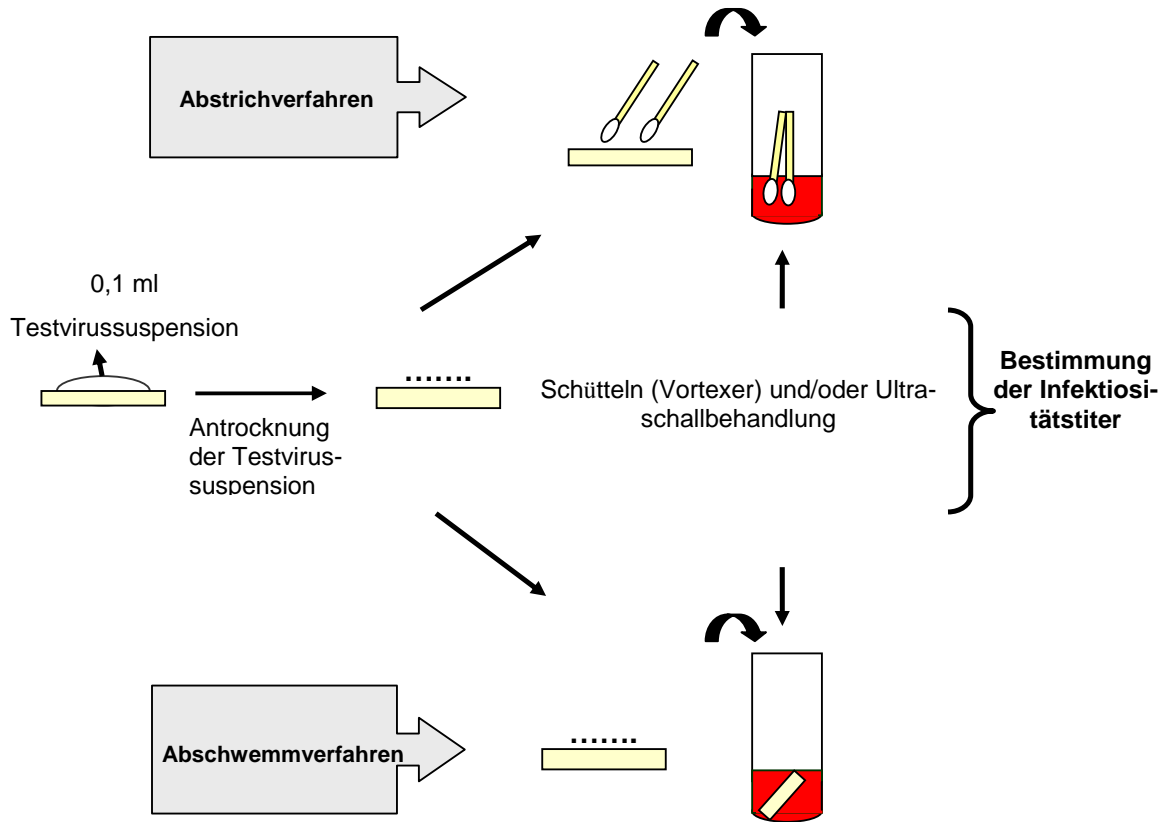 Abstrichverfahren
0,1 ml
Testvirussuspension
Antrocknung
der Testvirus-
suspension
Schütteln (Vortexer) und/oder Ultra-
schallbehandlung
Bestimmung
der Infektiosi-
tätstiter
Abschwemmverfahren